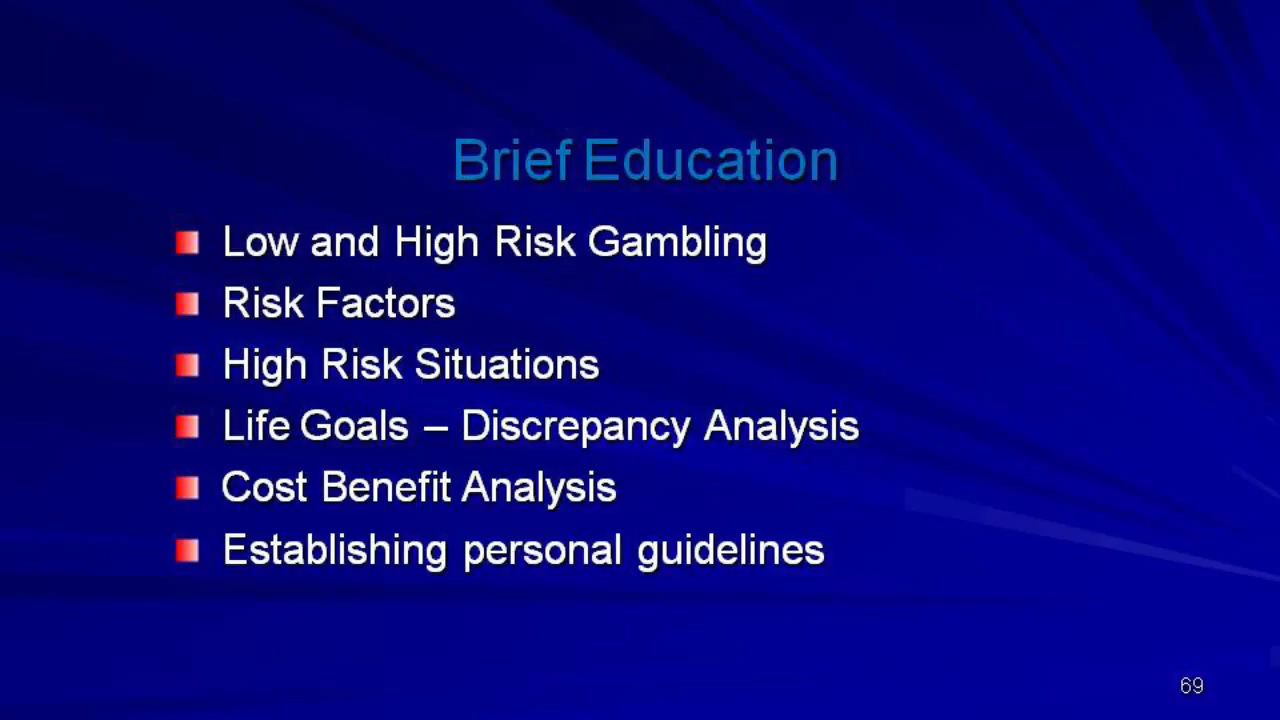 Brief Education
Low and High Risk Gambling
Risk Factors
High Risk Situations
Life Goals – Discrepancy Analysis
Cost Benefit Analysis
Establishing personal guidelines
69